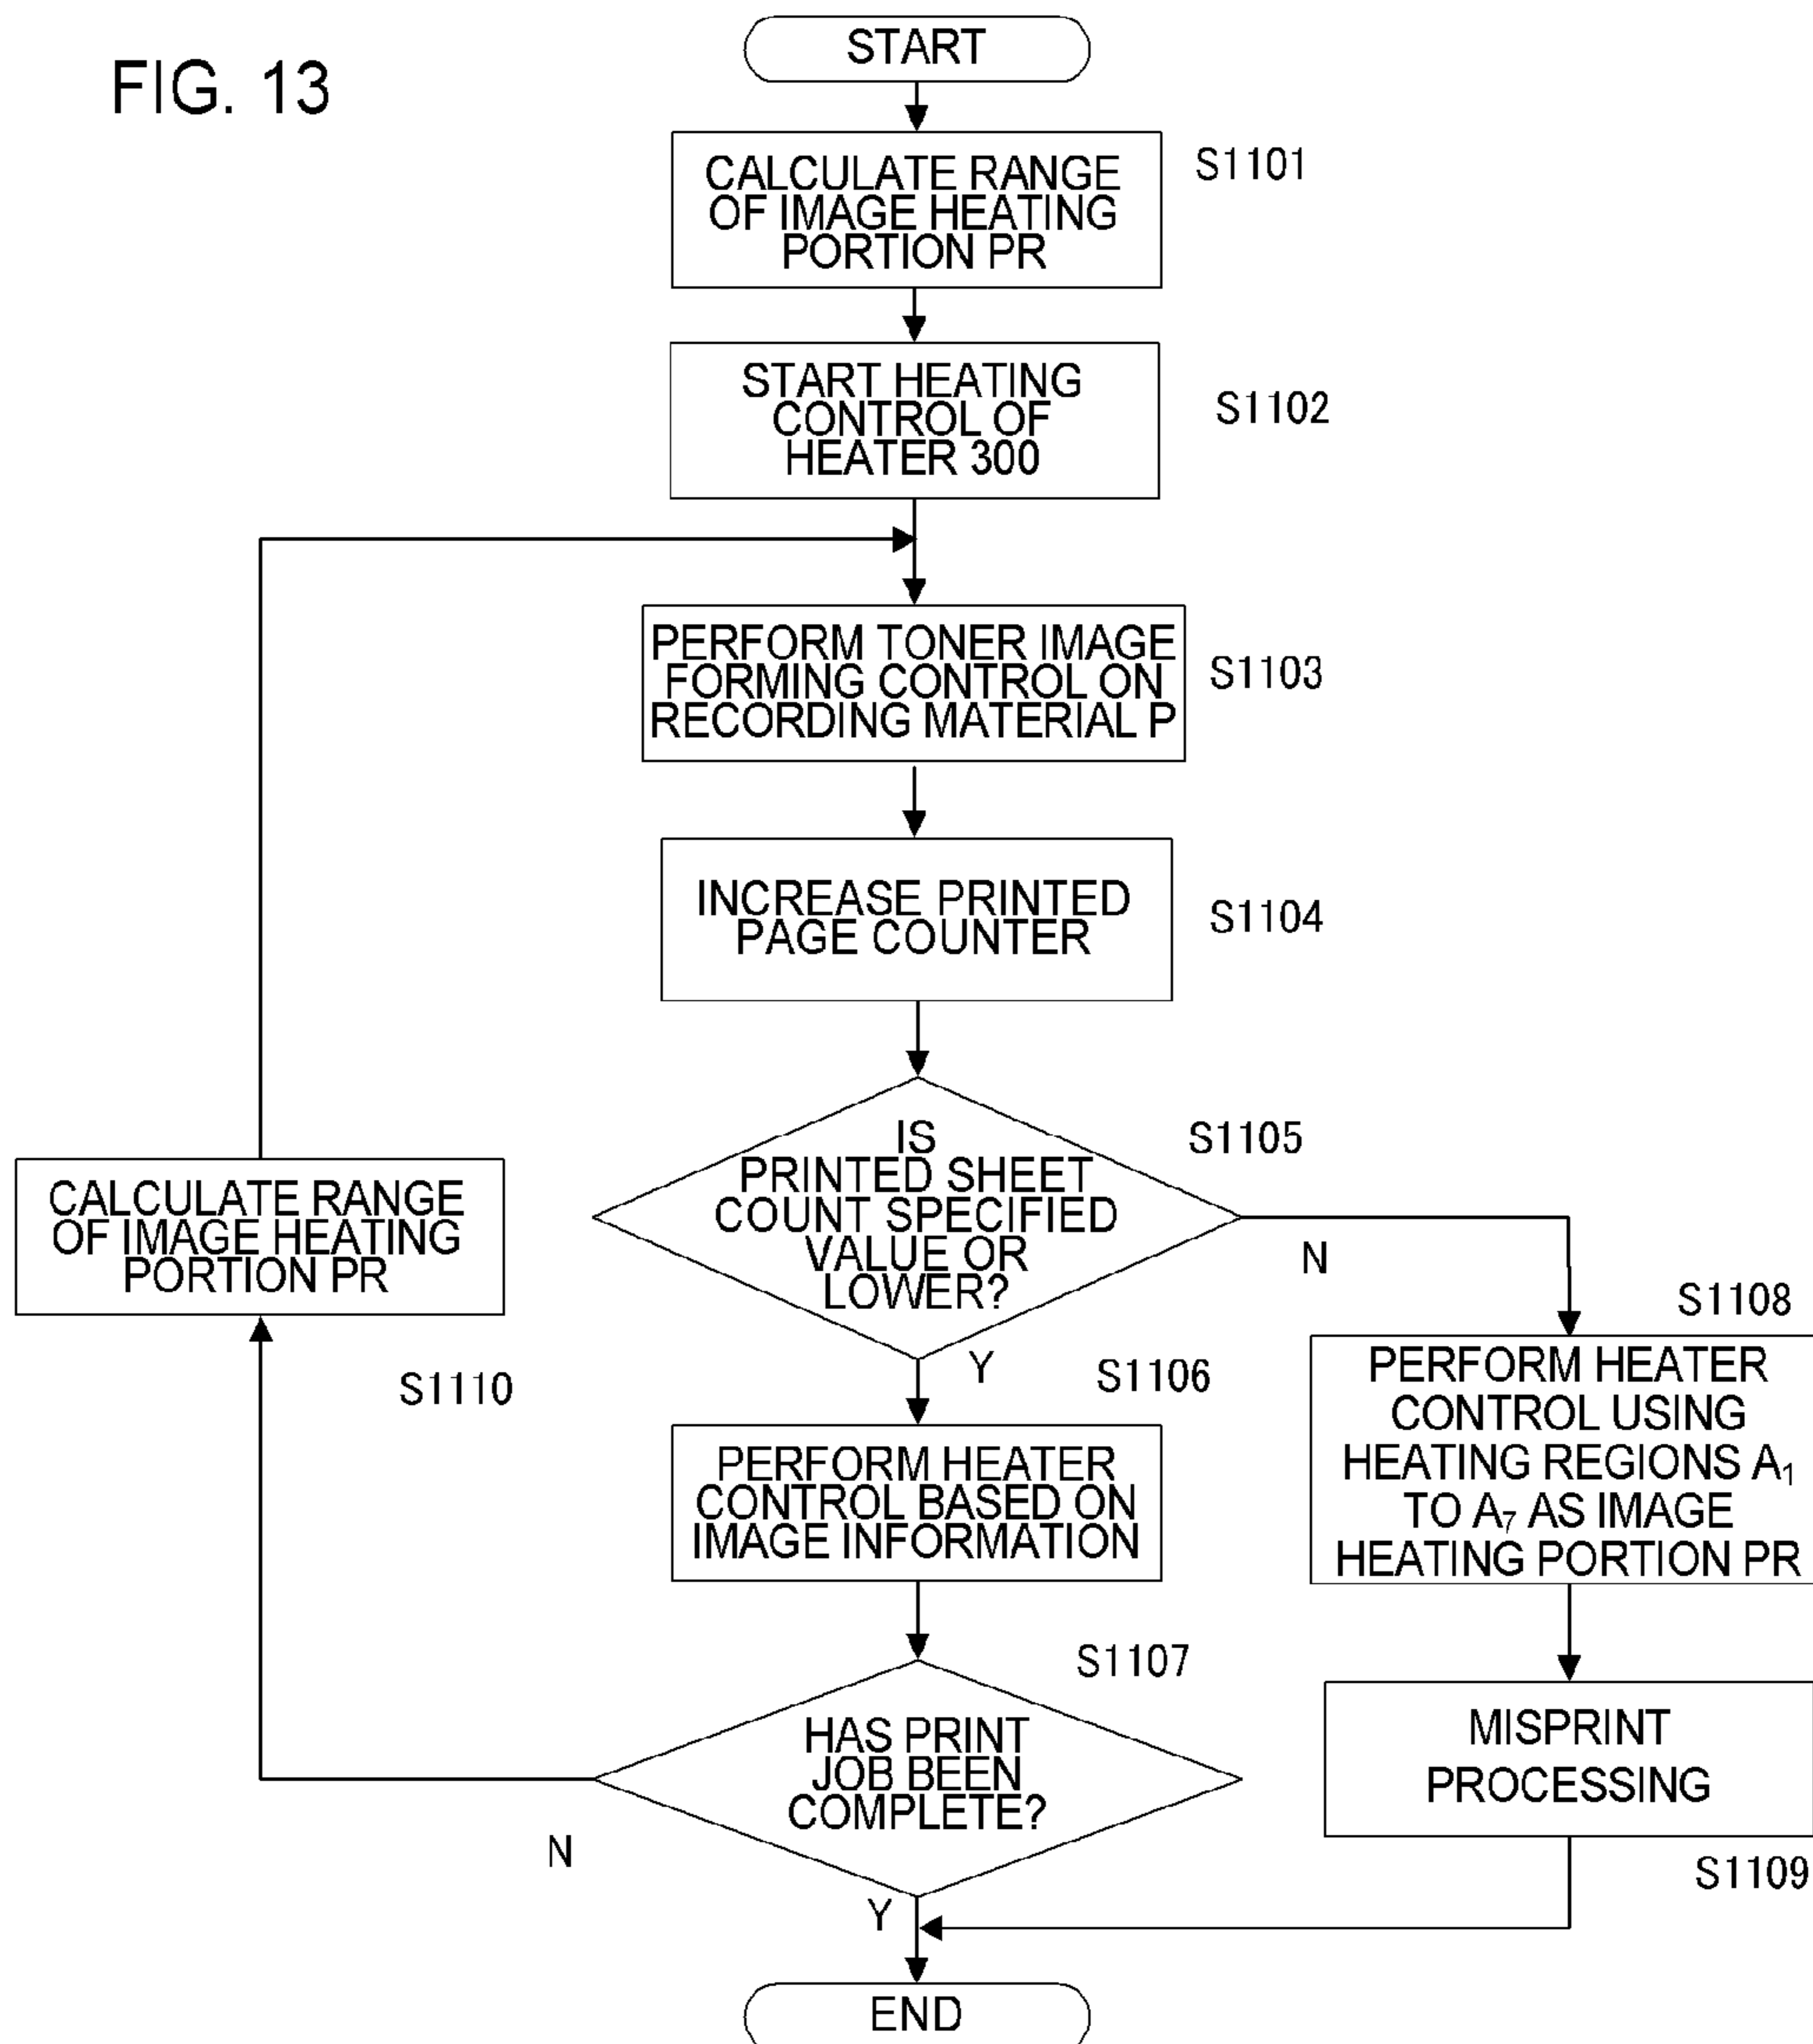 FIG. 13
START
CALCULATE RANGE
OF IMAGE HEATING
PORTION PR
S1101
START HEATING
CONTROL OF
HEATER 300
S1102
PERFORM TONER IMAGE
FORMING CONTROL ON
RECORDING MATERIAL P
S1103
INCREASE PRINTED
PAGE COUNTER
S1104
IS
PRINTED SHEET
COUNT SPECIFIED
VALUE OR
LOWER?
S1105
N
Y
CALCULATE RANGE
OF IMAGE HEATING
PORTION PR
S1110
S1106
PERFORM HEATER
CONTROL BASED ON
IMAGE INFORMATION
S1108
PERFORM HEATER
CONTROL USING
HEATING REGIONS A₁
TO A₇ AS IMAGE
HEATING PORTION PR
S1107
HAS PRINT
JOB BEEN
COMPLETE?
N
Y
MISPRINT
PROCESSING
S1109
END